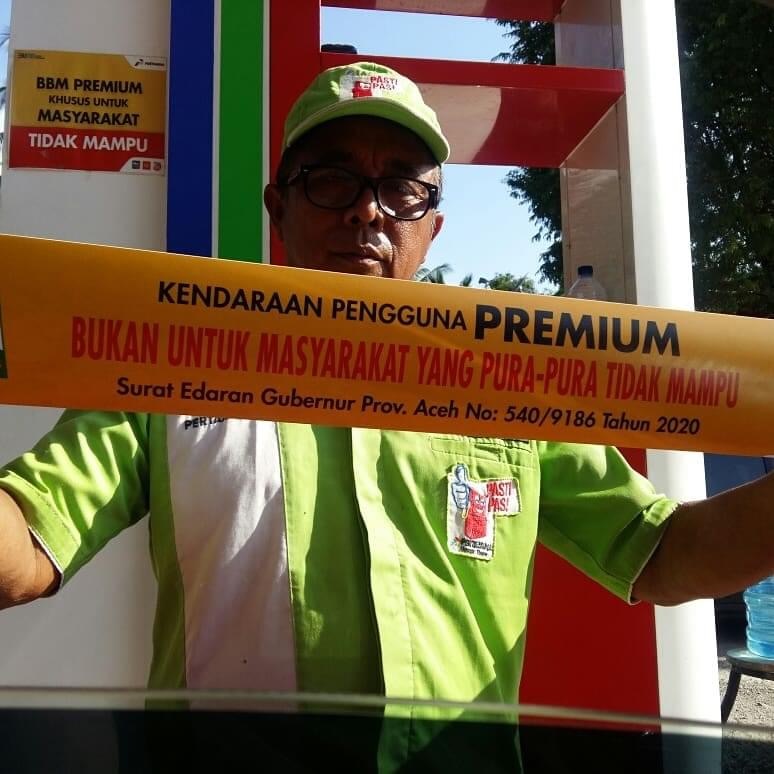 BBM PREMIUM
KHUSUS UNTUK
MASYARAKAT
TIDAK MAMPU
PASTI
PAS!
KENDARAAN PENGGUNA PREMIUM
BUKAN UNTUK MASYARAKAT YANG PURA-PURA TIDAK MAMPU
Surat Edaran Gubernur Prov. Aceh No: 540/9186 Tahun 2020
PASTI
PAS!